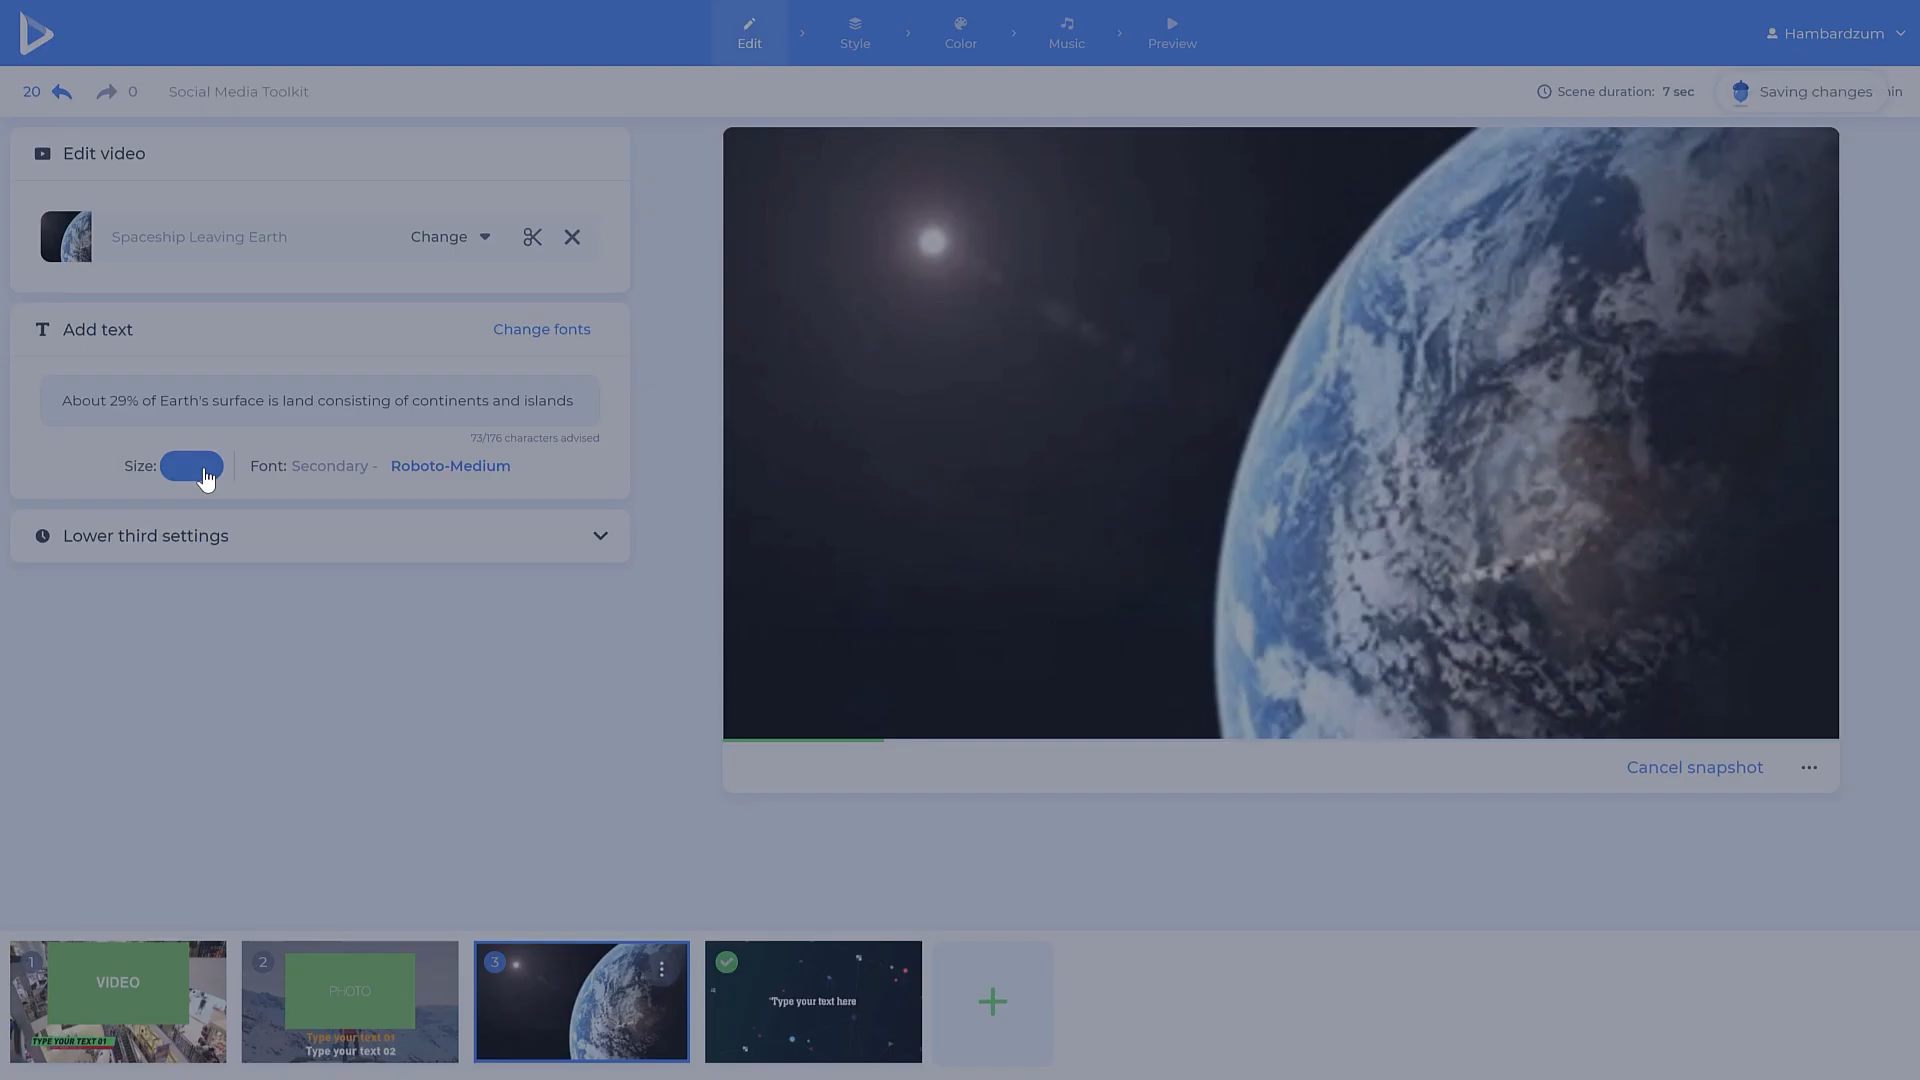 Edit
Style
Color
Music
Preview
Hambardzum
20
0
Social Media Toolkit
Scene duration: 7 sec
Saving changes
Edit video
Spaceship Leaving Earth
Change
T Add text
Change fonts
About 29% of Earth's surface is land consisting of continents and islands
73/176 characters advised
Size:
Font: Secondary - Roboto-Medium
Lower third settings
Cancel snapshot
1
VIDEO
TYPE YOUR TEXT 01
2
PHOTO
Type your text 01
Type your text 02
3
"Type your text here